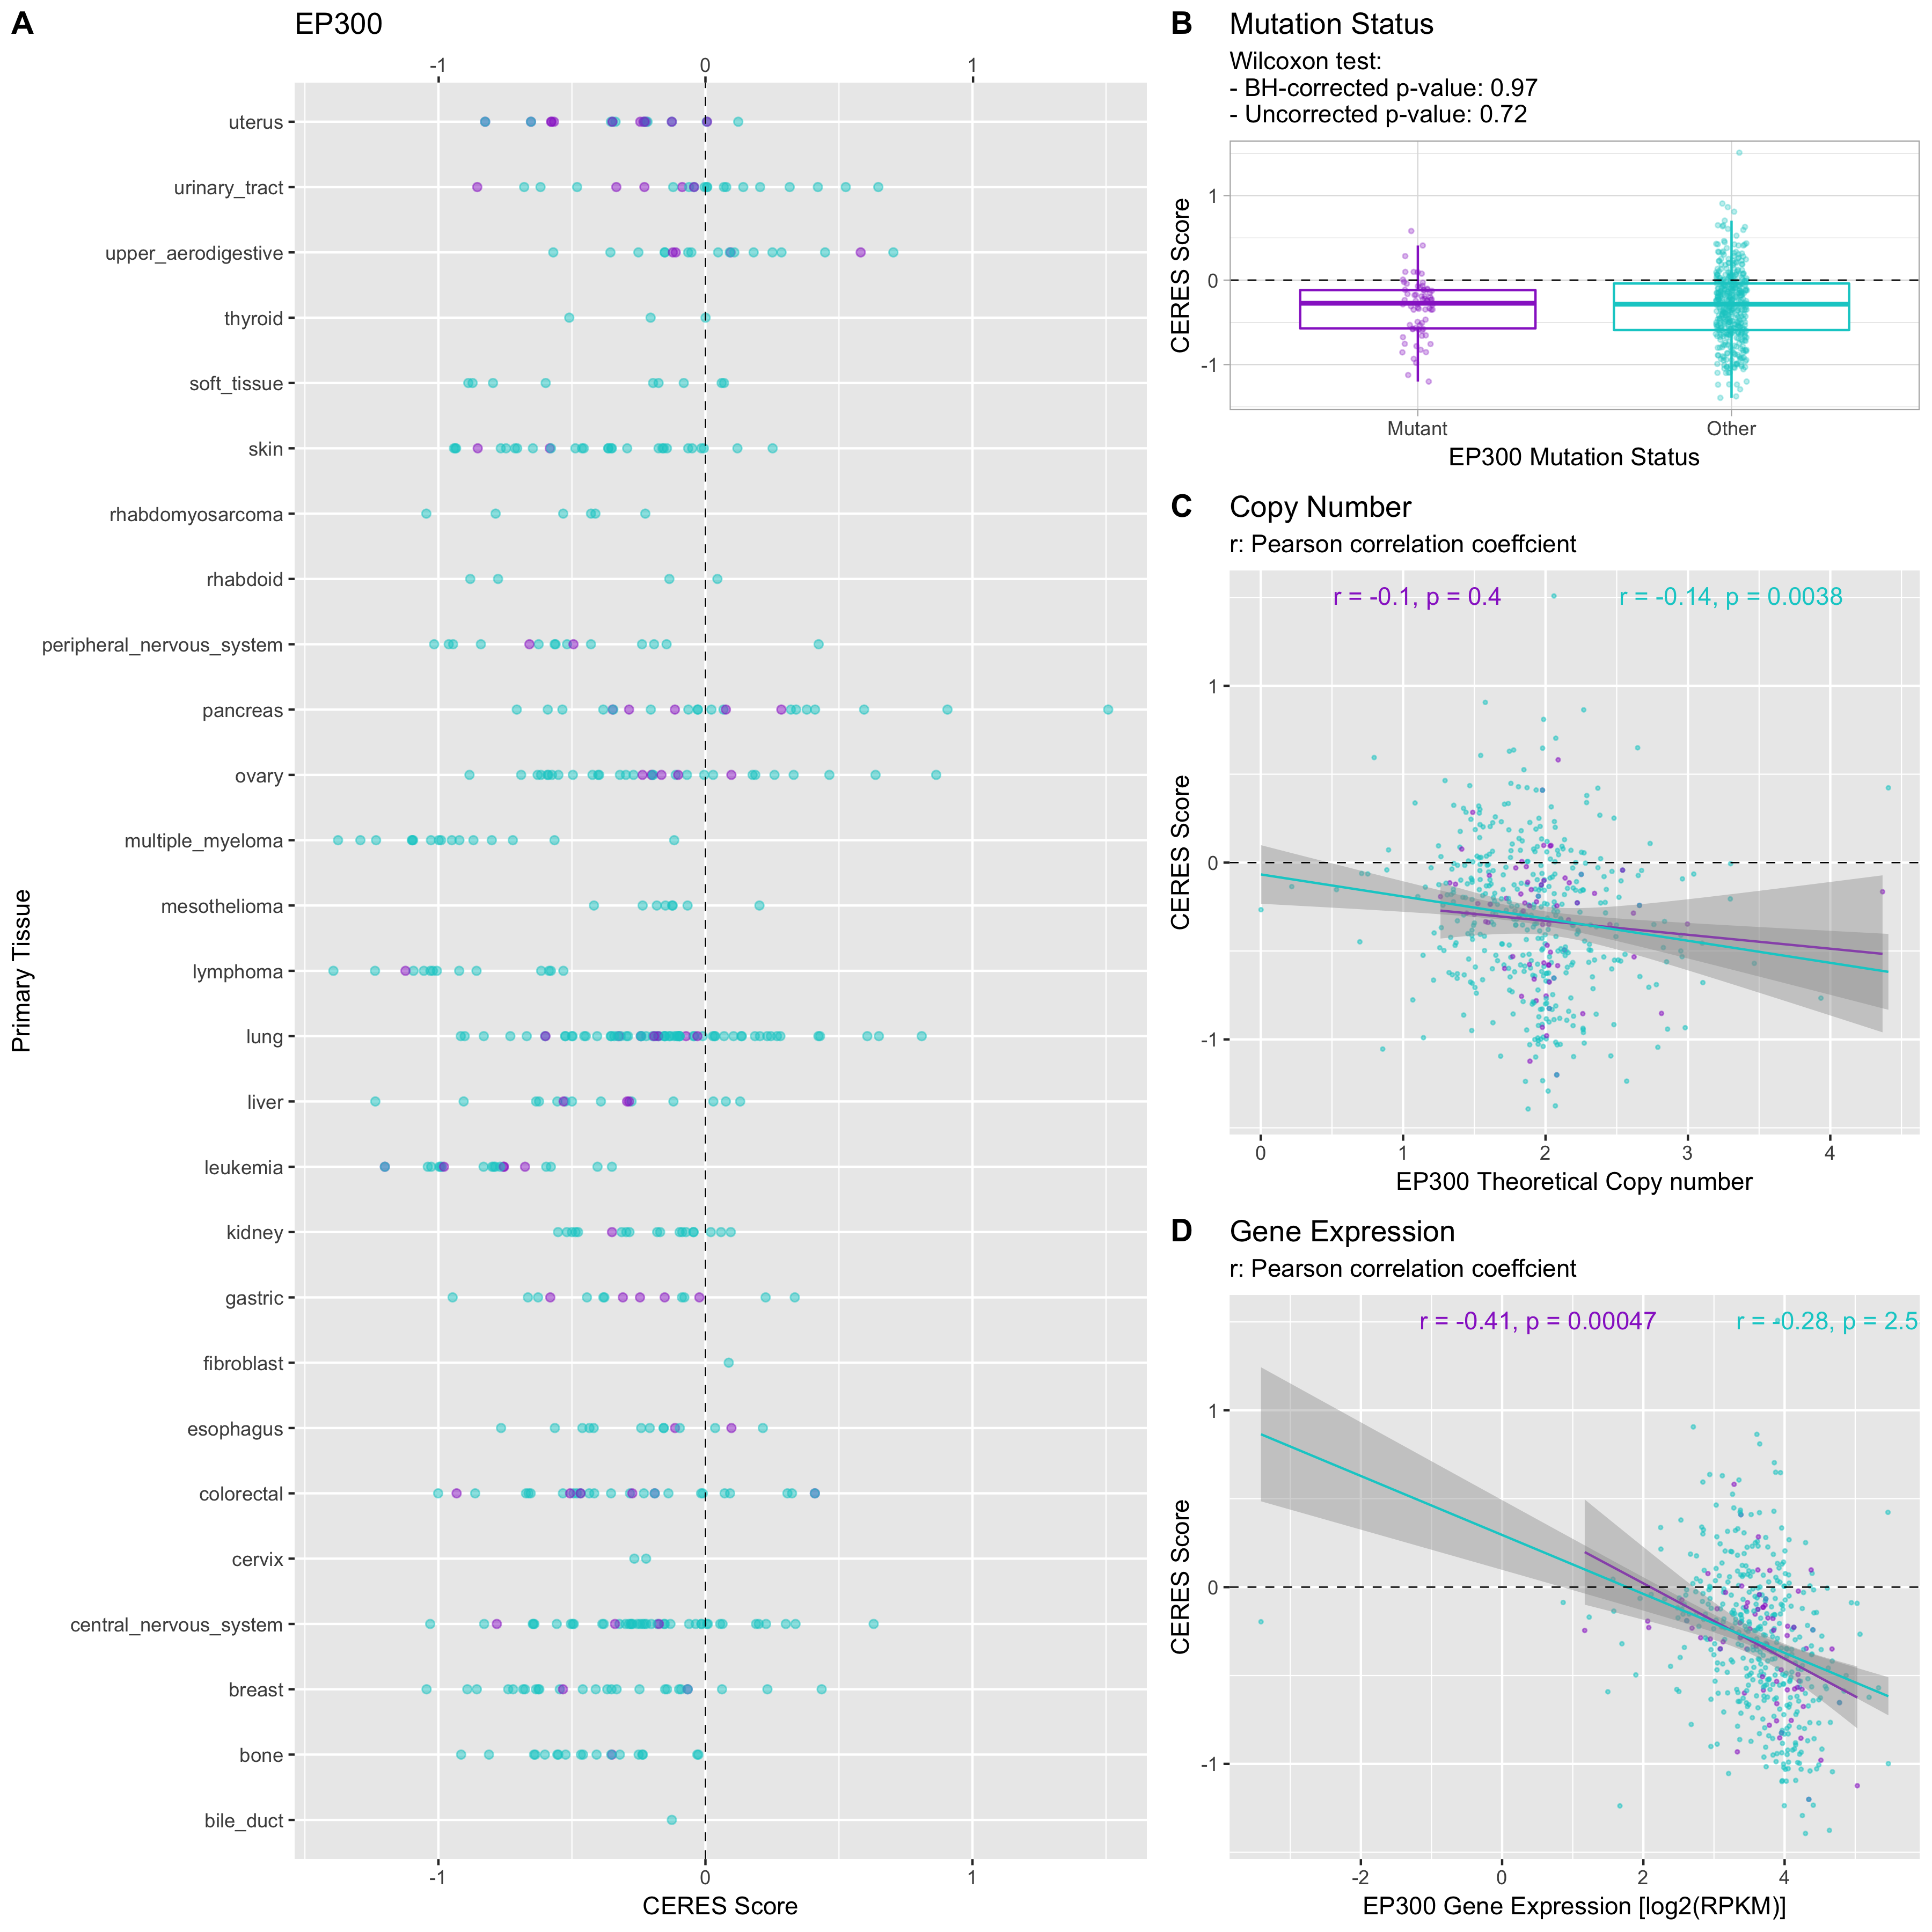 A
EP300
-1 0 1
uterus
urinary_tract
upper_aerodigestive
thyroid
soft_tissue
skin
rhabdomyosarcoma
rhabdoid
peripheral_nervous_system
pancreas
ovary
multiple_myeloma
mesothelioma
lymphoma
lung
liver
leukemia
kidney
gastric
fibroblast
esophagus
colorectal
cervix
central_nervous_system
breast
bone
bile_duct
Primary Tissue
-1 0 1
CERES Score
B
Mutation Status
Wilcoxon test:
- BH-corrected p-value: 0.97
- Uncorrected p-value: 0.72
CERES Score
1
0
-1
Mutant Other
EP300 Mutation Status
C
Copy Number
r: Pearson correlation coeffcient
r = -0.1, p = 0.4
r = -0.14, p = 0.0038
CERES Score
1
0
-1
0 1 2 3 4
EP300 Theoretical Copy number
D
Gene Expression
r: Pearson correlation coeffcient
r = -0.41, p = 0.00047
r = -0.28, p = 2.5
CERES Score
1
0
-1
-2 0 2 4
EP300 Gene Expression [log2(RPKM)]